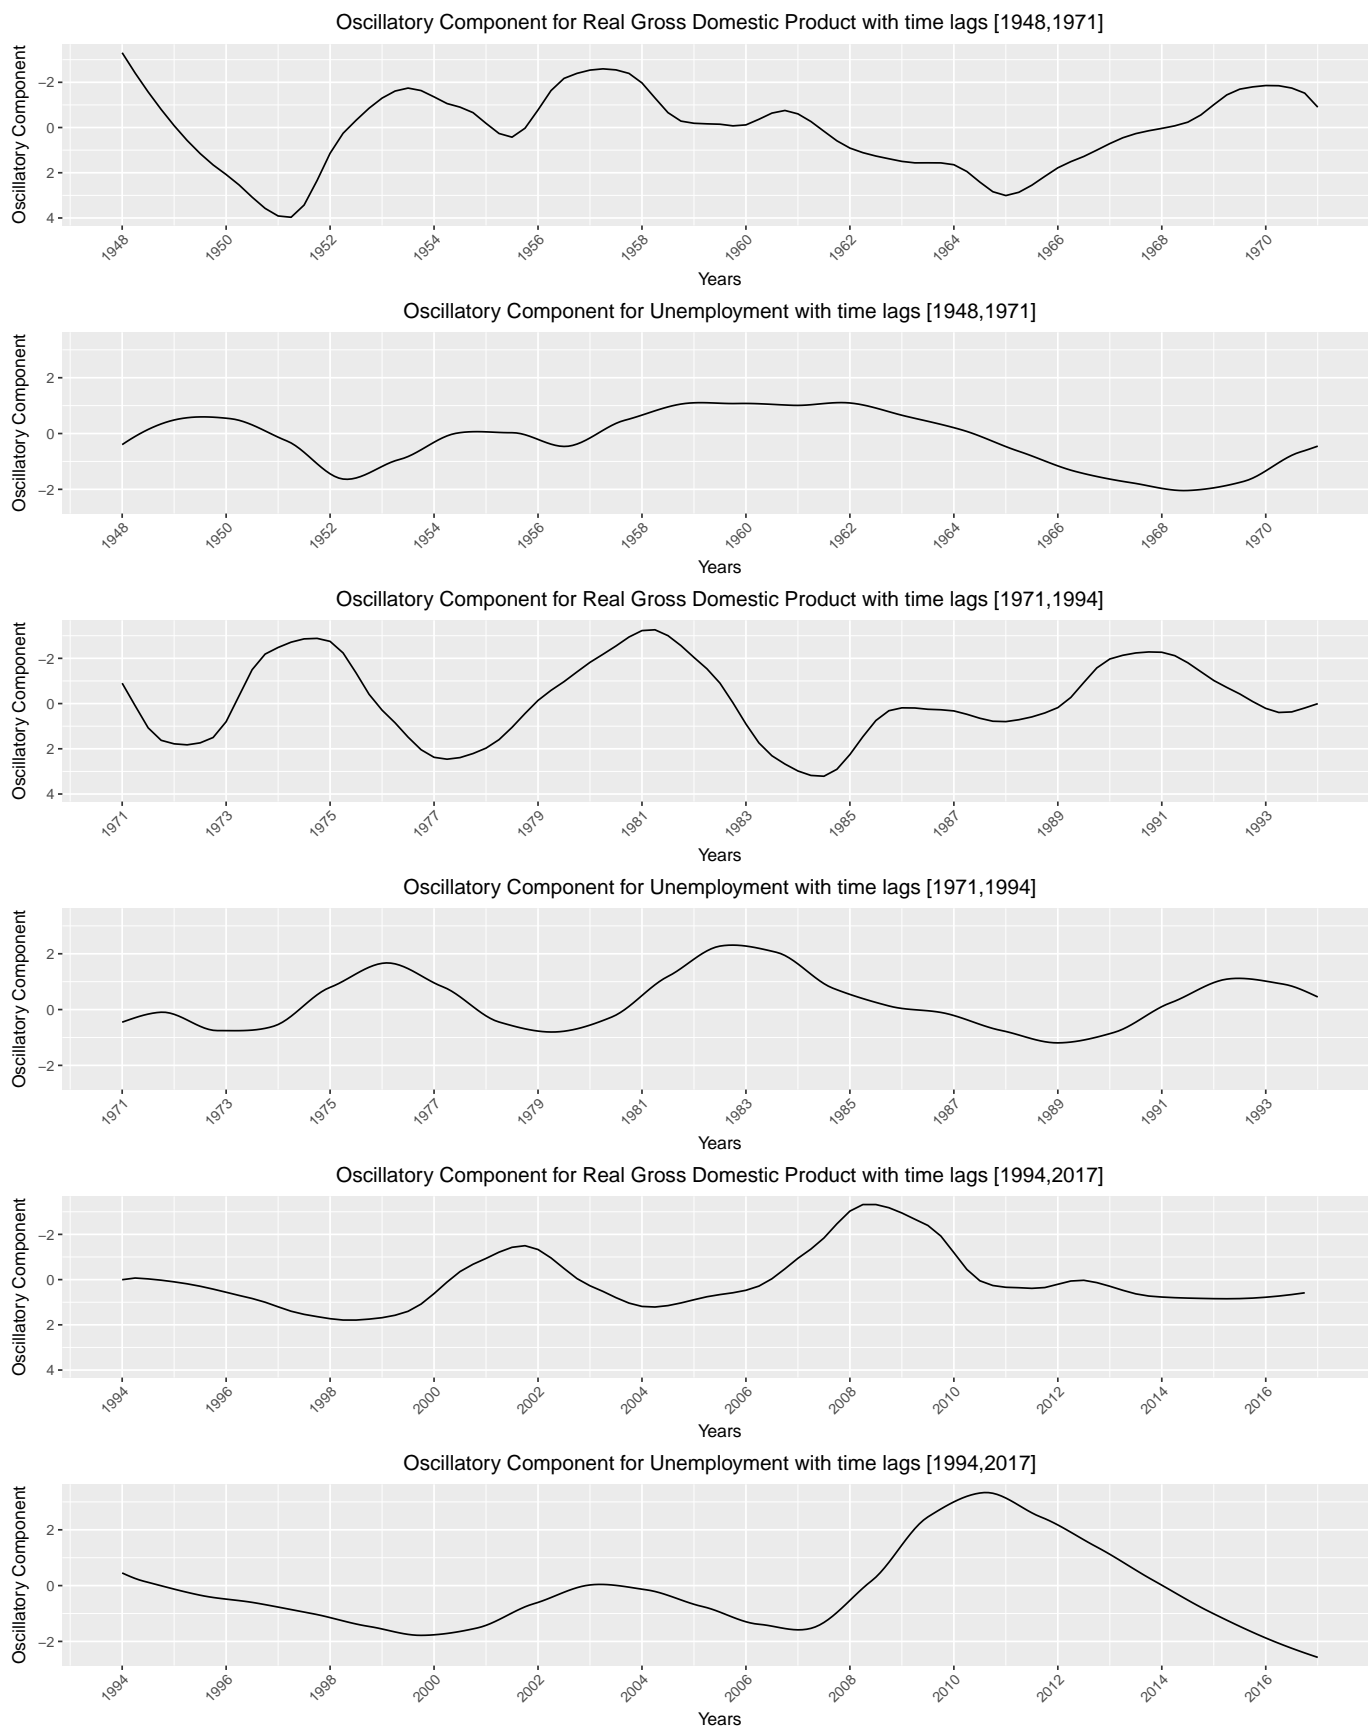 Oscillatory Component for Real Gross Domestic Product with time lags [1948,1971]
Oscillatory Component
−2
0
2
4
1948 1950 1952 1954 1956 1958 1960 1962 1964 1966 1968 1970
Years
Oscillatory Component for Unemployment with time lags [1948,1971]
Oscillatory Component
2
0
−2
1948 1950 1952 1954 1956 1958 1960 1962 1964 1966 1968 1970
Years
Oscillatory Component for Real Gross Domestic Product with time lags [1971,1994]
Oscillatory Component
−2
0
2
4
1971 1973 1975 1977 1979 1981 1983 1985 1987 1989 1991 1993
Years
Oscillatory Component for Unemployment with time lags [1971,1994]
Oscillatory Component
2
0
−2
1971 1973 1975 1977 1979 1981 1983 1985 1987 1989 1991 1993
Years
Oscillatory Component for Real Gross Domestic Product with time lags [1994,2017]
Oscillatory Component
−2
0
2
4
1994 1996 1998 2000 2002 2004 2006 2008 2010 2012 2014 2016
Years
Oscillatory Component for Unemployment with time lags [1994,2017]
Oscillatory Component
2
0
−2
1994 1996 1998 2000 2002 2004 2006 2008 2010 2012 2014 2016
Years